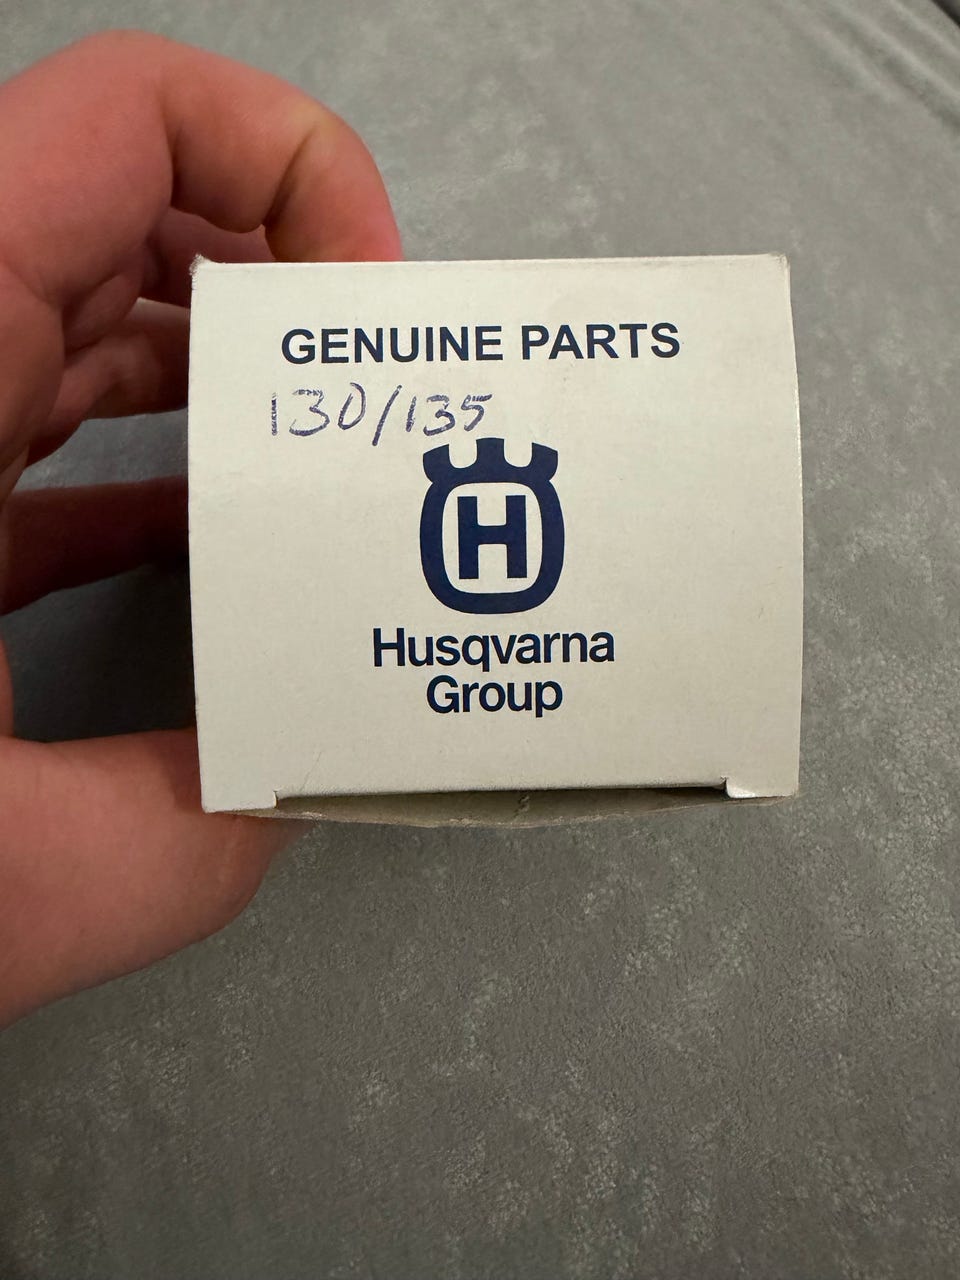 GENUINE PARTS
130/135
H
Husqvarna
Group